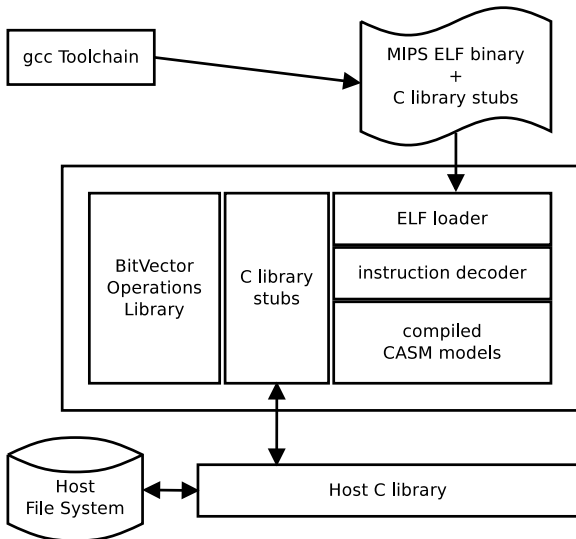 gcc Toolchain
MIPS ELF binary
+
C library stubs
BitVector
Operations
Library
C library
stubs
ELF loader
instruction decoder
compiled
CASM models
Host
File System
Host C library